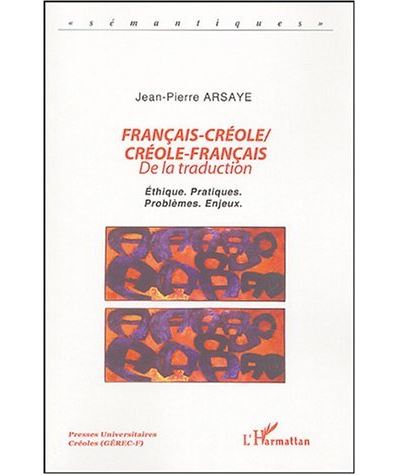 « sémantiques »
Jean-Pierre ARSAYE
FRANÇAIS-CRÉOLE/
CRÉOLE-FRANÇAIS
De la traduction
Éthique. Pratiques.
Problèmes. Enjeux.
Presses Universitaires
Créoles (GÉREC-F)
L'Harmattan